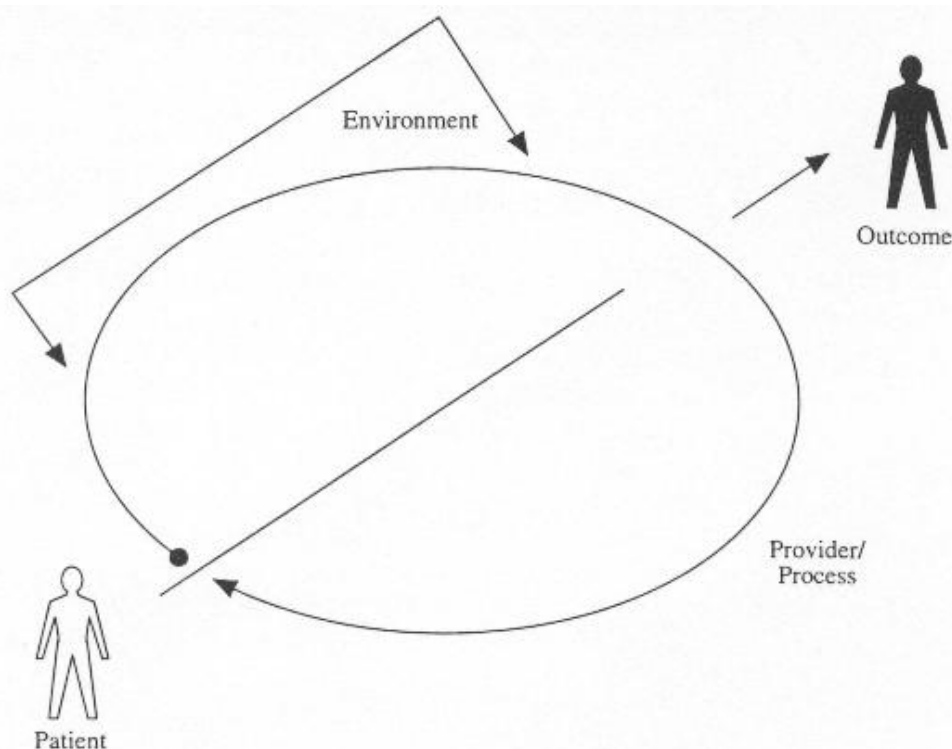 Environment
Outcome
Provider/
Process
Patient